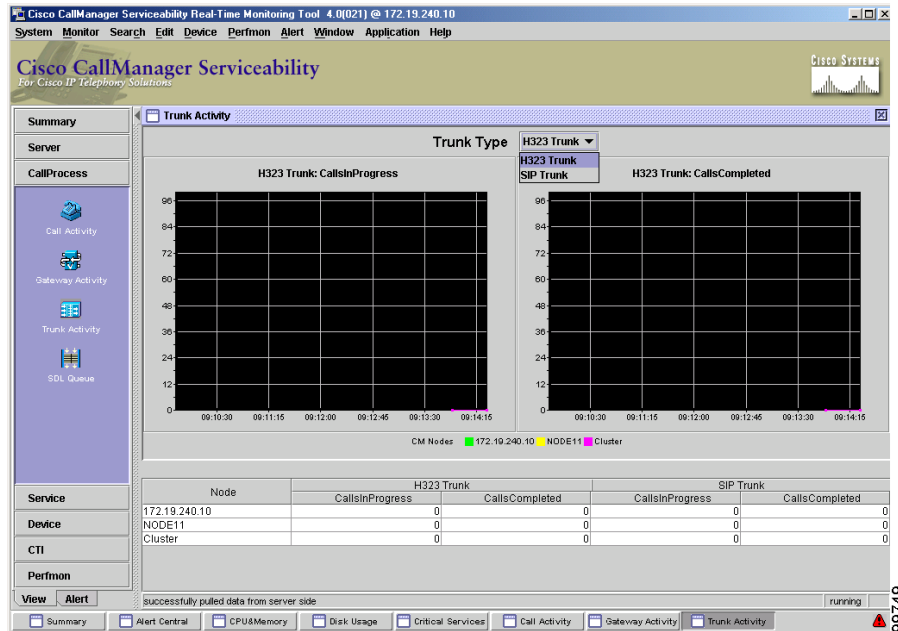 Cisco CallManager Serviceability Real-Time Monitoring Tool 4.0(021) @ 172.19.240.10
System Monitor Search Edit Device Perfmon Alert Window Application Help
Cisco CallManager Serviceability
For Cisco IP Telephony Solutions
CISCO SYSTEMS
Summary
Server
CallProcess
Call Activity
Gateway Activity
Trunk Activity
SDL Queue
Service
Device
CTI
Perfmon
View Alert
Trunk Activity
Trunk Type H323 Trunk
H323 Trunk
SIP Trunk
H323 Trunk: CallsInProgress
96
84
72
60
48
36
24
12
0
09:10:30 09:11:15 09:12:00 09:12:45 09:13:30 09:14:15
H323 Trunk: CallsCompleted
96
84
72
60
48
36
24
12
0
09:10:30 09:11:15 09:12:00 09:12:45 09:13:30 09:14:15
CM Nodes 172.19.240.10 NODE11 Cluster
Node H323 Trunk SIP Trunk
CallsInProgress CallsCompleted CallsInProgress CallsCompleted
172.19.240.10 0 0 0 0
NODE11 0 0 0 0
Cluster 0 0 0 0
successfully pulled data from server side running
Summary Alert Central CPU&Memory Disk Usage Critical Services Call Activity Gateway Activity Trunk Activity
99749